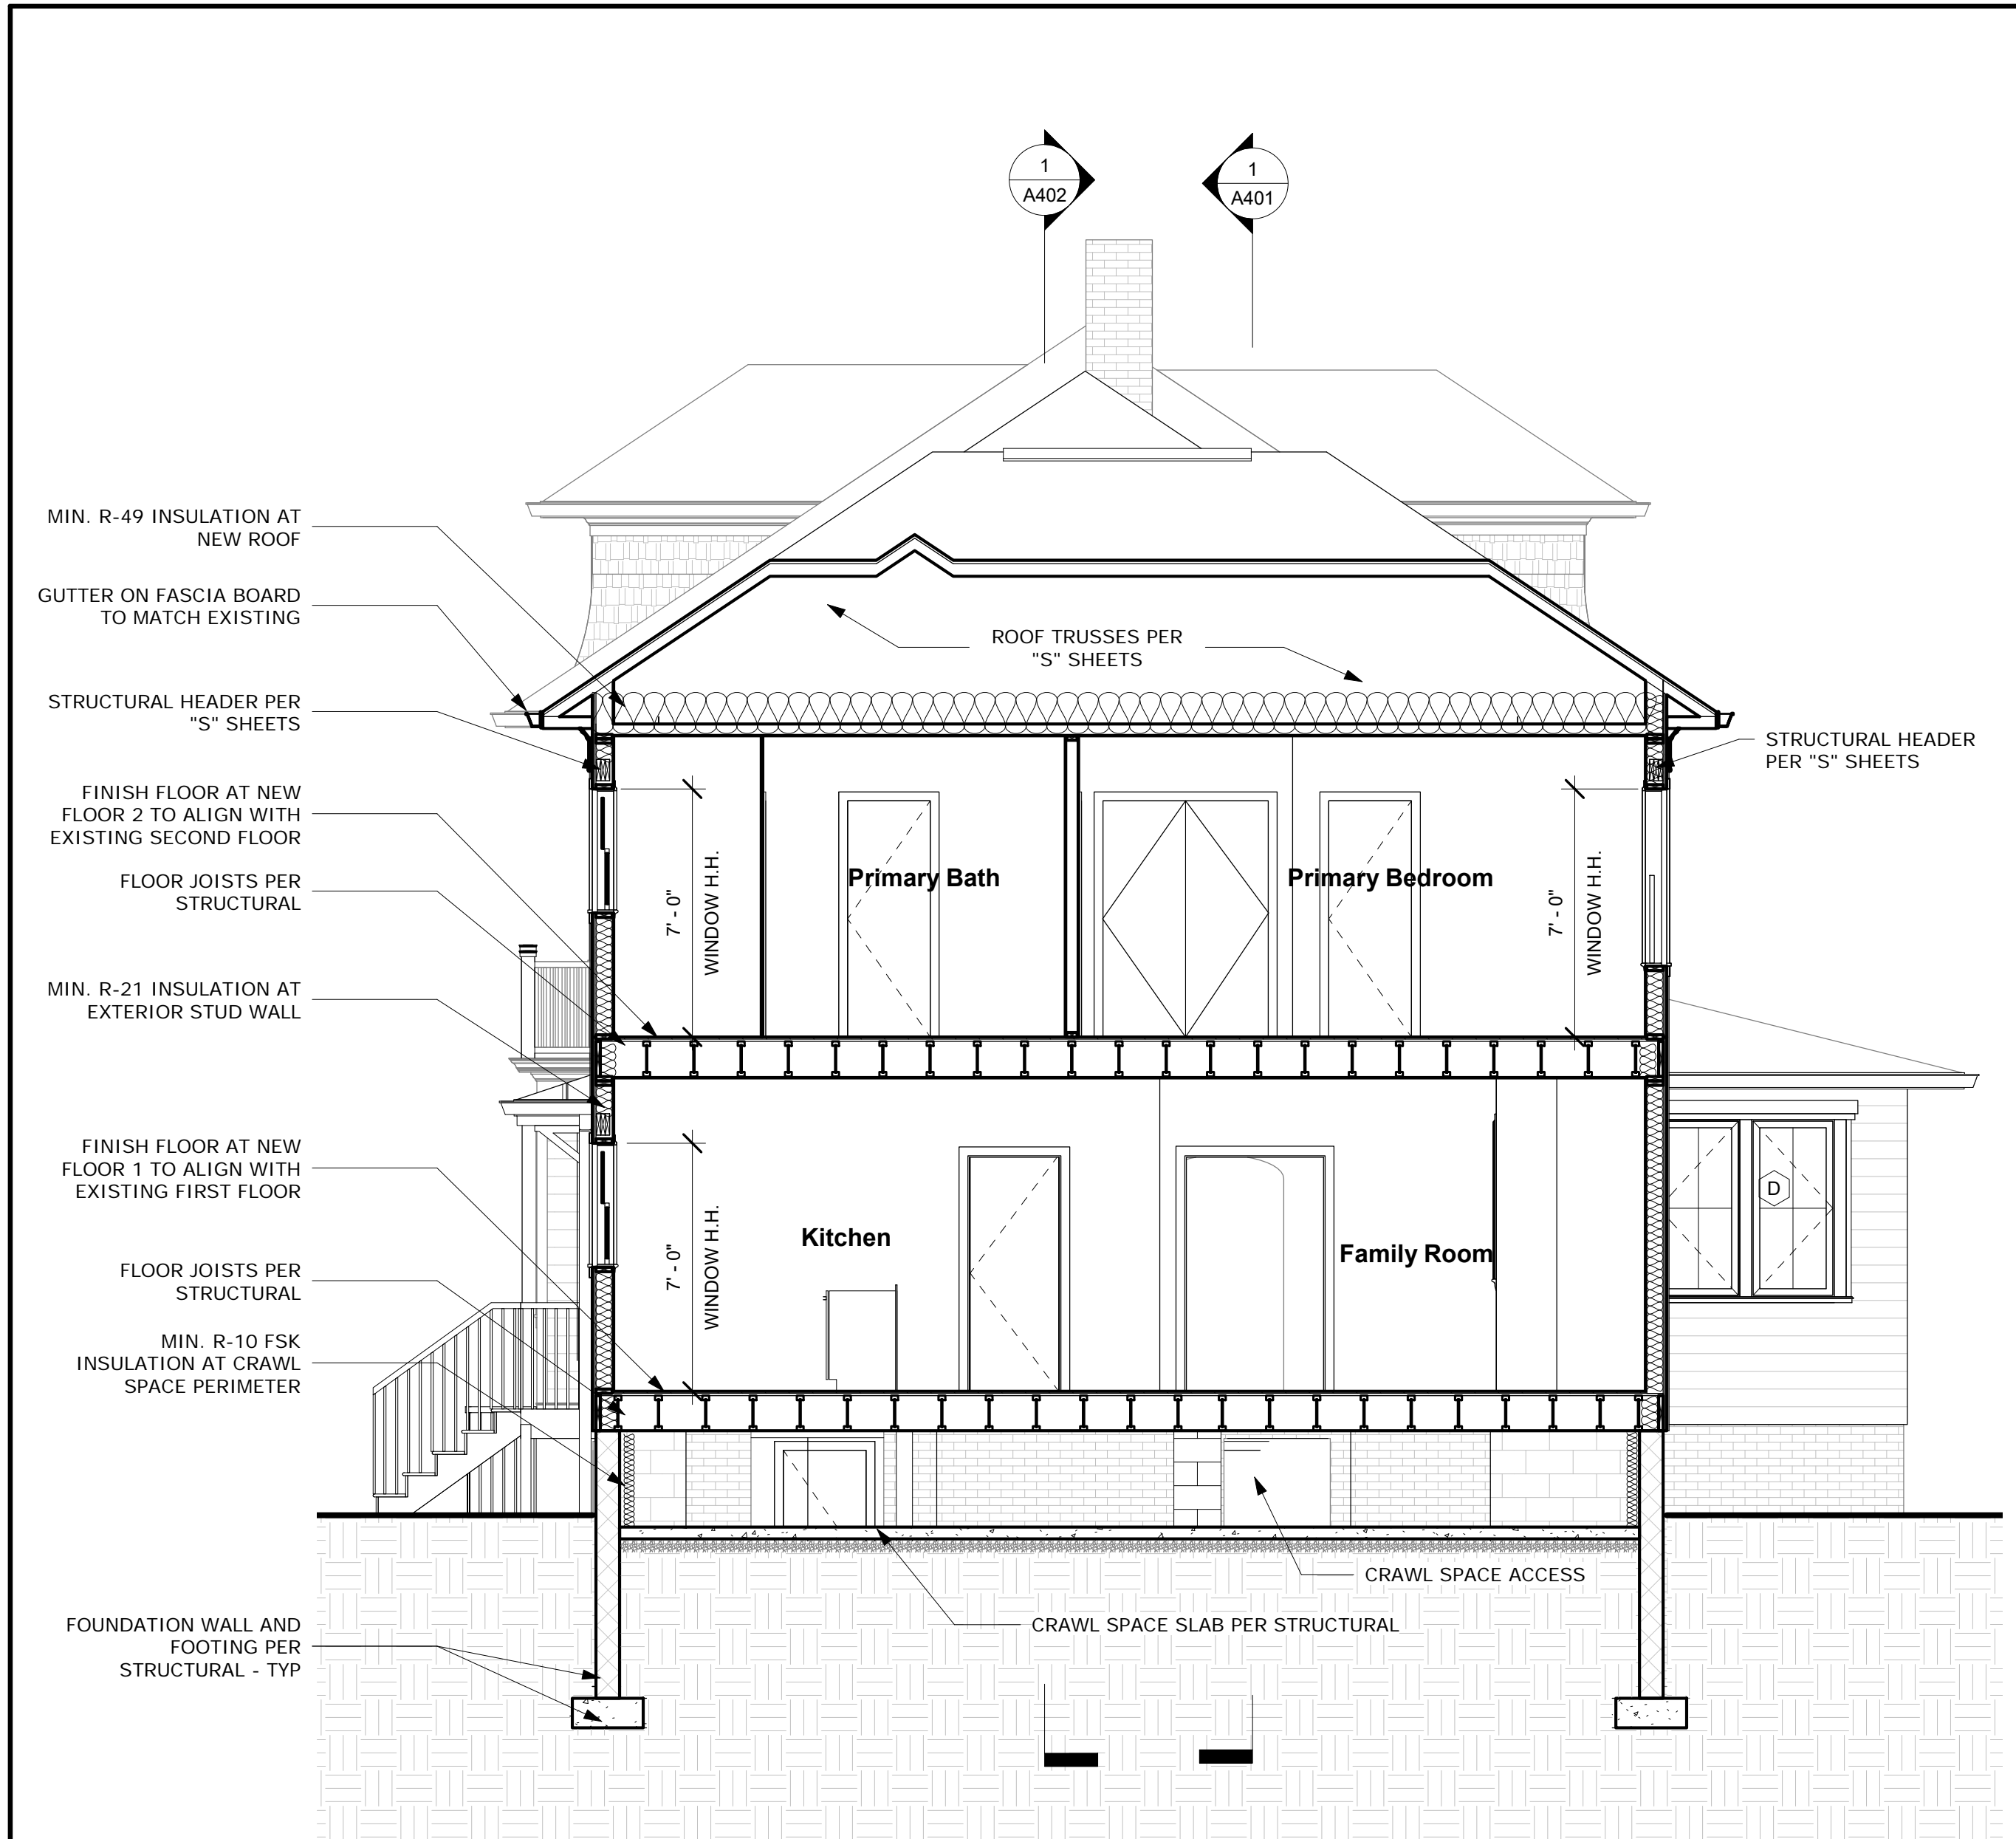 1
A402
1
A401
MIN. R-49 INSULATION AT
NEW ROOF
GUTTER ON FASCIA BOARD
TO MATCH EXISTING
ROOF TRUSSES PER
"S" SHEETS
STRUCTURAL HEADER PER
"S" SHEETS
STRUCTURAL HEADER
PER "S" SHEETS
FINISH FLOOR AT NEW
FLOOR 2 TO ALIGN WITH
EXISTING SECOND FLOOR
FLOOR JOISTS PER
STRUCTURAL
7' - 0"
WINDOW H.H.
Primary Bath
Primary Bedroom
7' - 0"
WINDOW H.H.
MIN. R-21 INSULATION AT
EXTERIOR STUD WALL
FINISH FLOOR AT NEW
FLOOR 1 TO ALIGN WITH
EXISTING FIRST FLOOR
D
Kitchen
Family Room
7' - 0"
WINDOW H.H.
FLOOR JOISTS PER
STRUCTURAL
MIN. R-10 FSK
INSULATION AT CRAWL
SPACE PERIMETER
CRAWL SPACE ACCESS
CRAWL SPACE SLAB PER STRUCTURAL
FOUNDATION WALL AND
FOOTING PER
STRUCTURAL - TYP